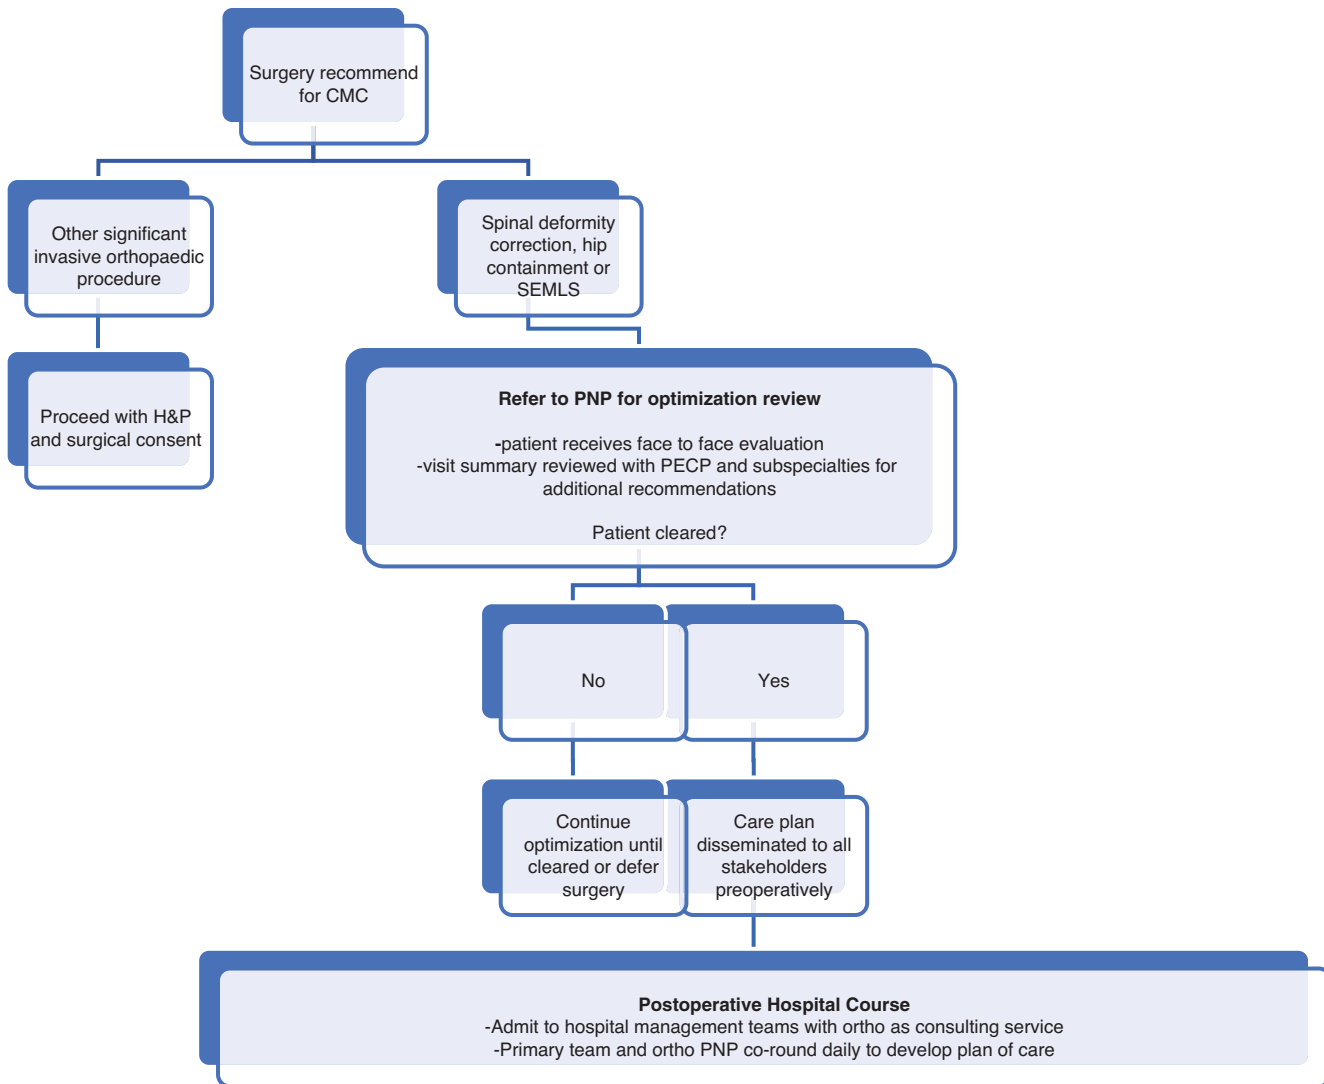 Surgery recommend
for CMC
Other significant
invasive orthopaedic
procedure
Spinal deformity
correction, hip
containment or
SEMLS
Proceed with H&P
and surgical consent
Refer to PNP for optimization review
-patient receives face to face evaluation
-visit summary reviewed with PECP and subspecialties for
additional recommendations
Patient cleared?
No
Yes
Continue
optimization until
cleared or defer
surgery
Care plan
disseminated to all
stakeholders
preoperatively
Postoperative Hospital Course
-Admit to hospital management teams with ortho as consulting service
-Primary team and ortho PNP co-round daily to develop plan of care